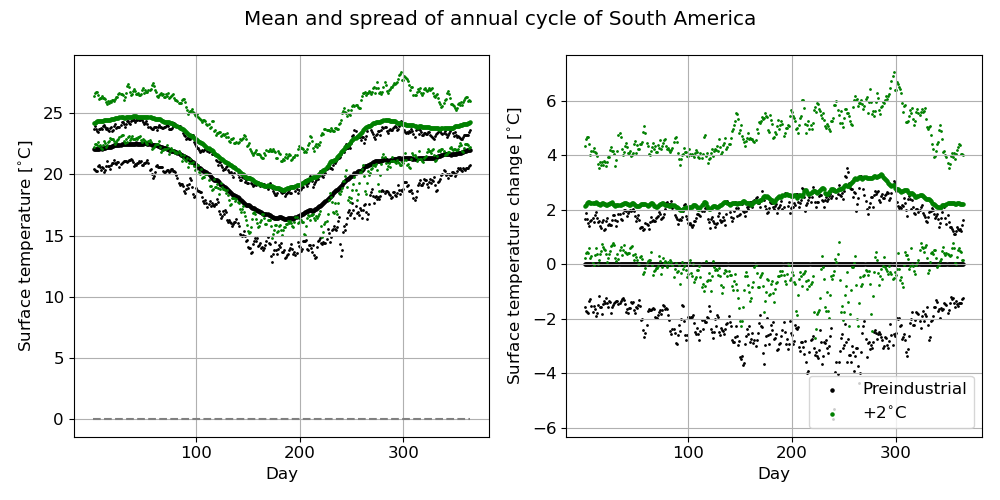 Mean and spread of annual cycle of South America
Surface temperature [°C]
25
20
15
10
5
0
100
200
300
Day
Surface temperature change [°C]
6
4
2
0
−2
−4
−6
100
200
300
Day
Preindustrial
+2°C